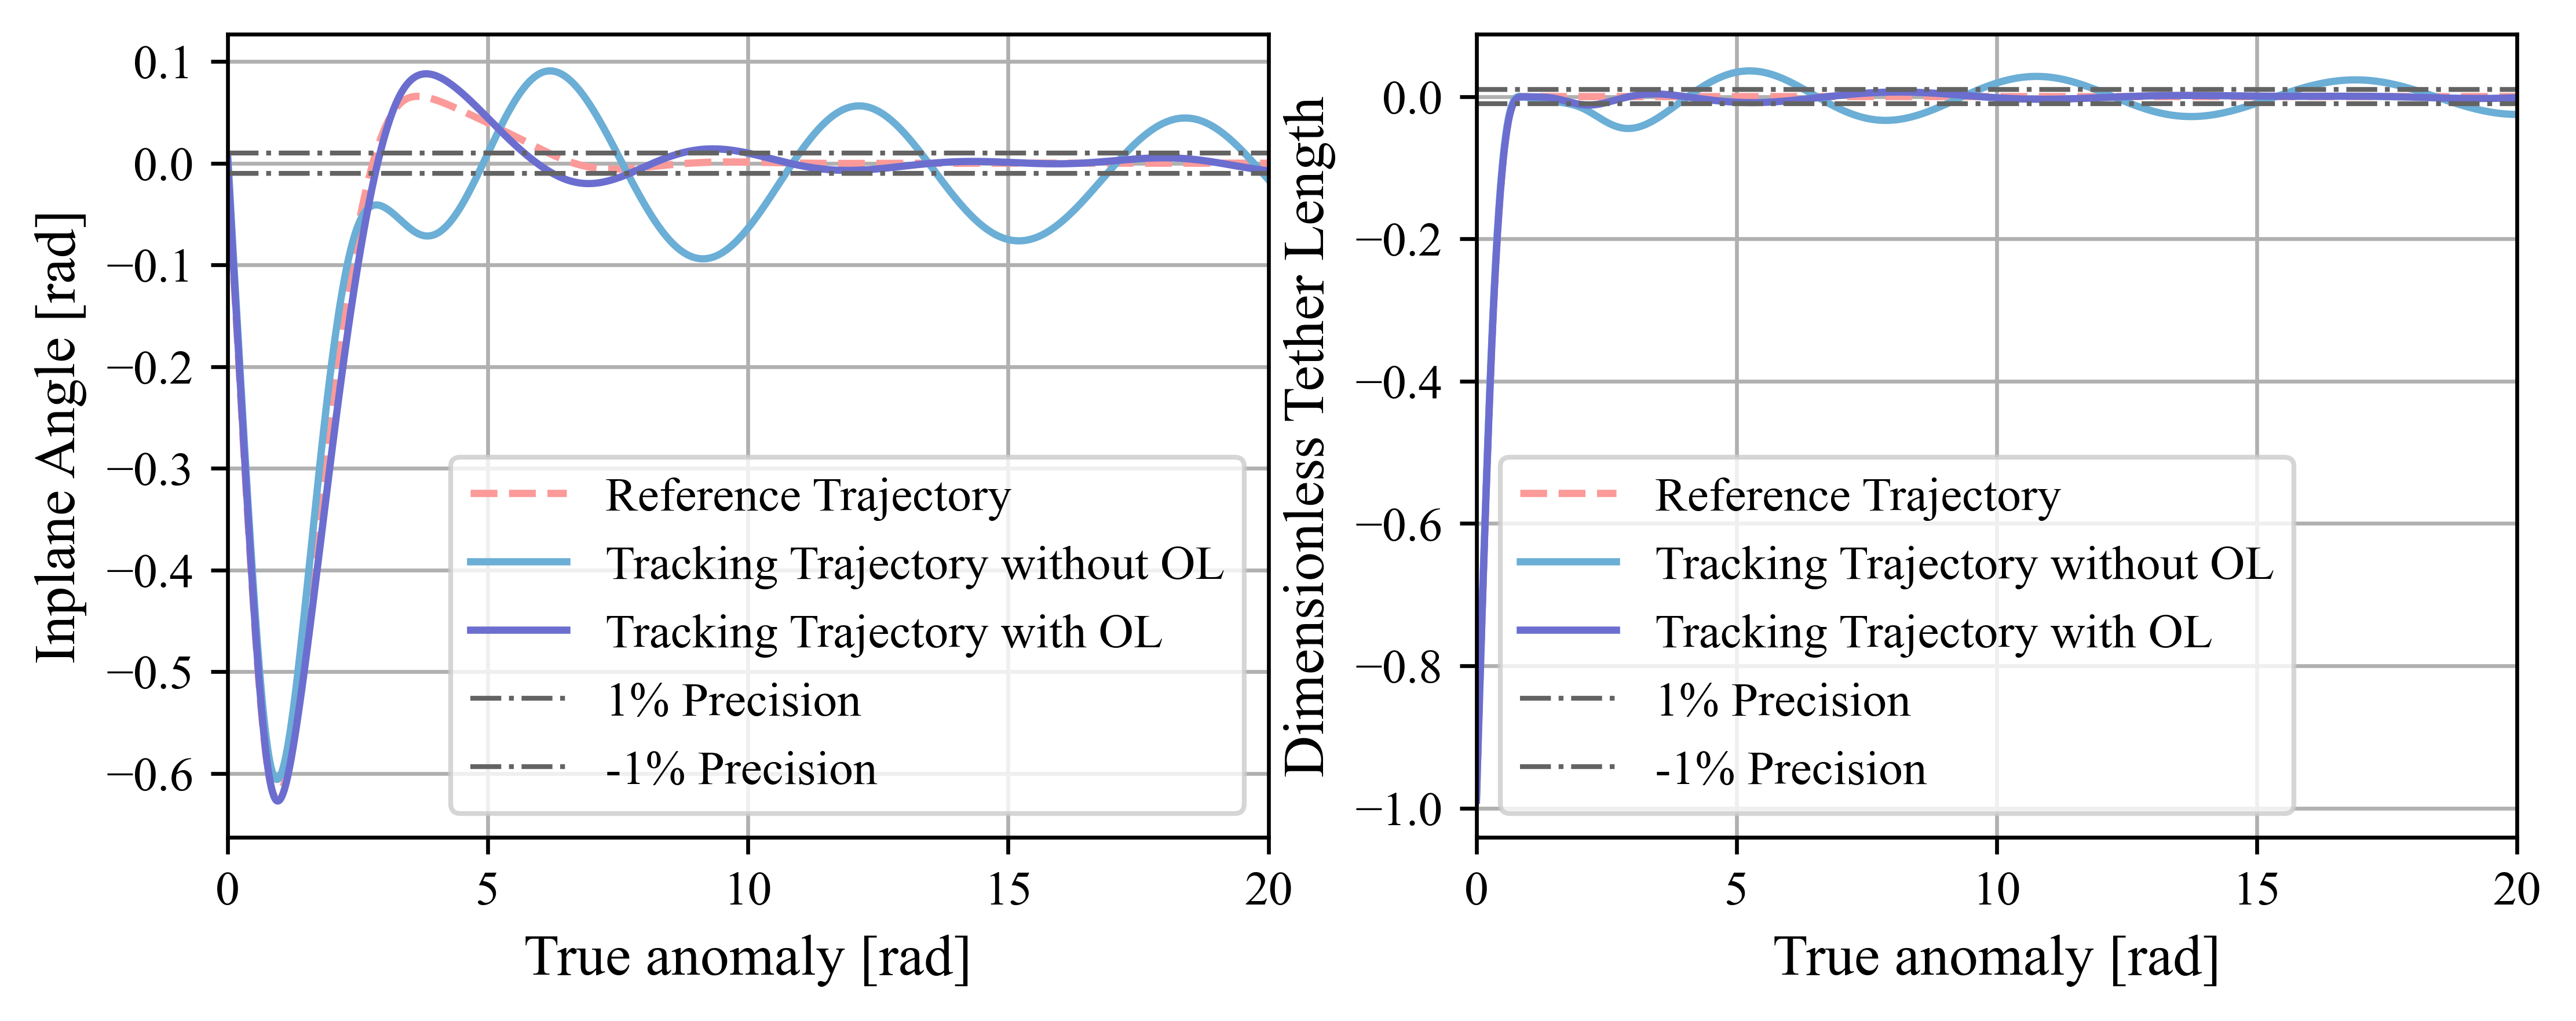 Inplane Angle [rad]
0.1
0.0
−0.1
−0.2
−0.3
−0.4
−0.5
−0.6
Reference Trajectory
Tracking Trajectory without OL
Tracking Trajectory with OL
1% Precision
-1% Precision
0 5 10 15 20
True anomaly [rad]
Dimensionless Tether Length
0.0
−0.2
−0.4
−0.6
−0.8
−1.0
Reference Trajectory
Tracking Trajectory without OL
Tracking Trajectory with OL
1% Precision
-1% Precision
0 5 10 15 20
True anomaly [rad]